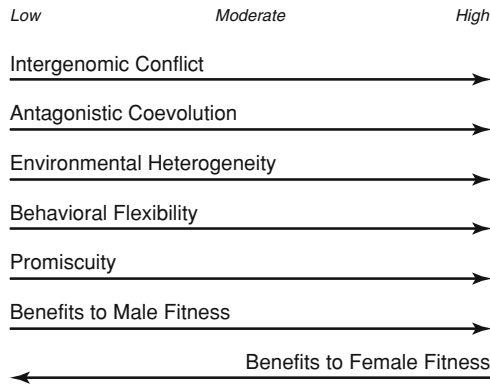 Low Moderate High
Intergenomic Conflict
Antagonistic Coevolution
Environmental Heterogeneity
Behavioral Flexibility
Promiscuity
Benefits to Male Fitness
Benefits to Female Fitness